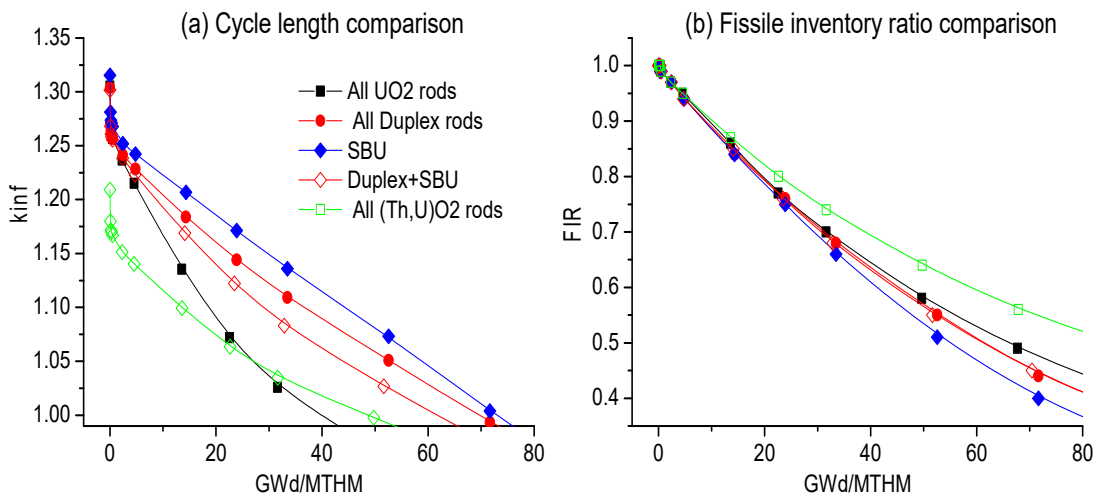 (a) Cycle length comparison
1.35
1.30
1.25
1.20
1.15
1.10
1.05
1.00
kinf
All UO2 rods
All Duplex rods
SBU
Duplex+SBU
All (Th,U)O2 rods
0 20 40 60 80
GWd/MTHM
(b) Fissile inventory ratio comparison
1.0
0.9
0.8
0.7
0.6
0.5
0.4
FIR
0 20 40 60 80
GWd/MTHM